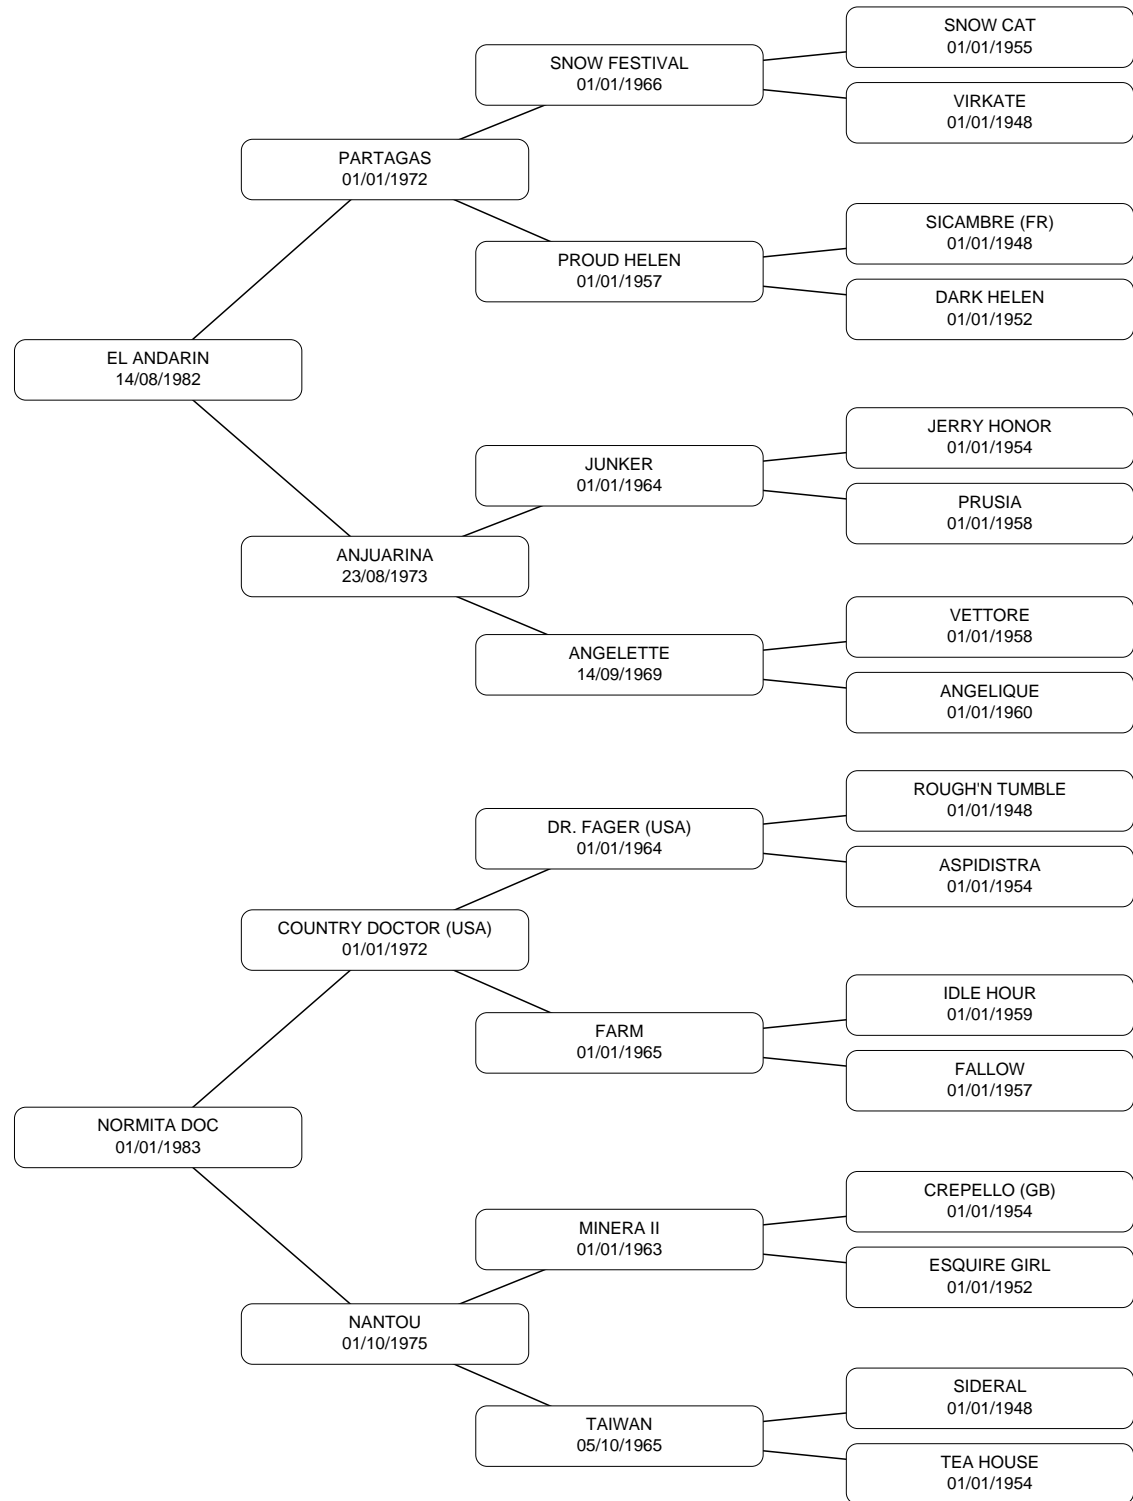 SNOW CAT
01/01/1955
SNOW FESTIVAL
01/01/1966
VIRKATE
01/01/1948
PARTAGAS
01/01/1972
SICAMBRE (FR)
01/01/1948
PROUD HELEN
01/01/1957
DARK HELEN
01/01/1952
EL ANDARIN
14/08/1982
JERRY HONOR
01/01/1954
JUNKER
01/01/1964
PRUSIA
01/01/1958
ANJUARINA
23/08/1973
VETTORE
01/01/1958
ANGELETTE
14/09/1969
ANGELIQUE
01/01/1960
ROUGH'N TUMBLE
01/01/1948
DR. FAGER (USA)
01/01/1964
ASPIDISTRA
01/01/1954
COUNTRY DOCTOR (USA)
01/01/1972
IDLE HOUR
01/01/1959
FARM
01/01/1965
FALLOW
01/01/1957
NORMITA DOC
01/01/1983
CREPELLO (GB)
01/01/1954
MINERA II
01/01/1963
ESQUIRE GIRL
01/01/1952
NANTOU
01/10/1975
SIDERAL
01/01/1948
TAIWAN
05/10/1965
TEA HOUSE
01/01/1954